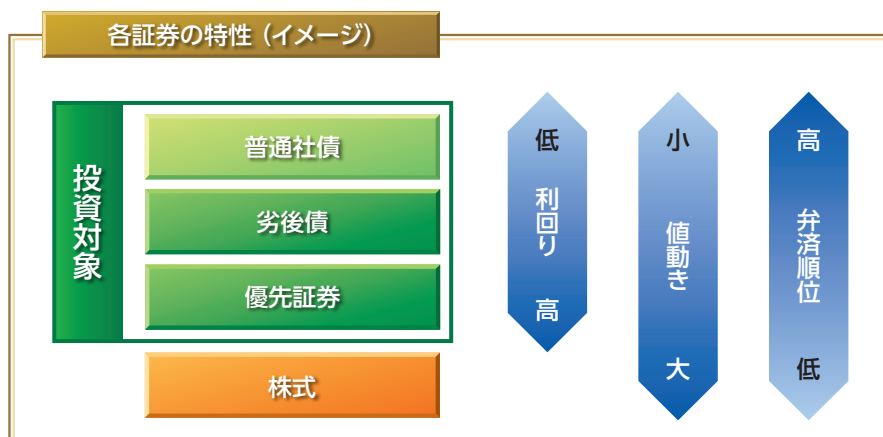 各証券の特性（イメージ）
投資対象
普通社債
劣後債
優先証券
株式
低 利回り 高
小 値動き 大
高 弁済順位 低